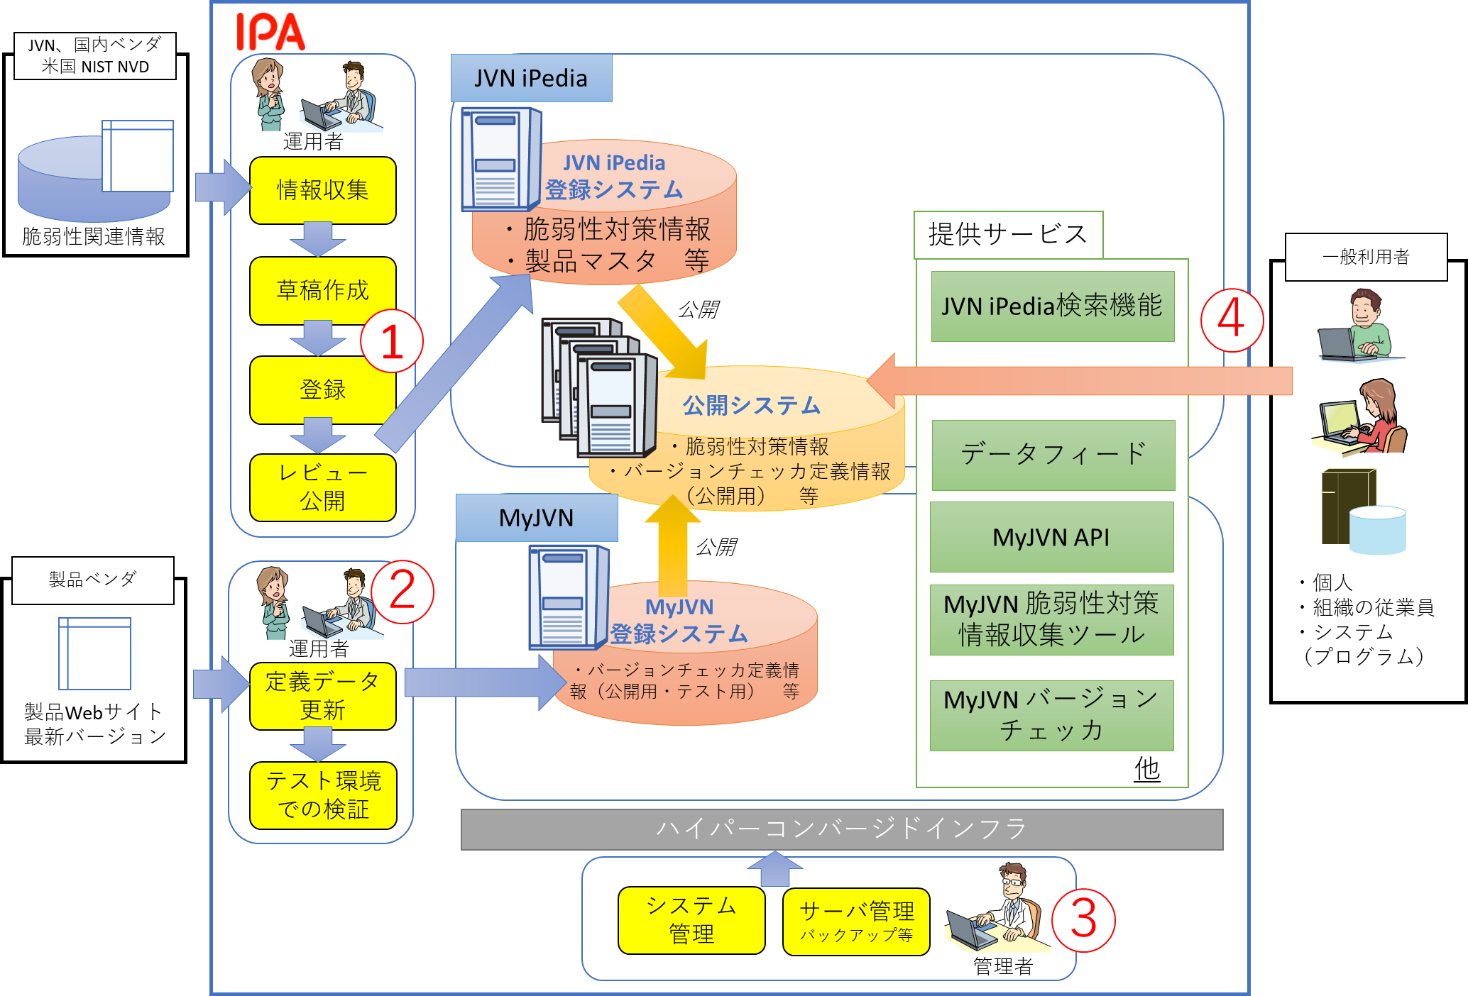 IPA
JVN、国内ベンダ
米国 NIST NVD
脆弱性関連情報
運用者
情報収集
草稿作成
登録
レビュー
公開
①
JVN iPedia
JVN iPedia
登録システム
・脆弱性対策情報
・製品マスタ 等
公開
公開システム
・脆弱性対策情報
・バージョンチェッカ定義情報
（公開用） 等
提供サービス
JVN iPedia検索機能
データフィード
MyJVN API
MyJVN 脆弱性対策
情報収集ツール
MyJVN バージョン
チェッカ
他
④
一般利用者
・個人
・組織の従業員
・システム
（プログラム）
製品ベンダ
製品Webサイト
最新バージョン
②
運用者
定義データ
更新
テスト環境
での検証
MyJVN
公開
MyJVN
登録システム
・バージョンチェッカ定義情
報（公開用・テスト用） 等
ハイパーコンバージドインフラ
システム
管理
サーバ管理
バックアップ等
管理者
③